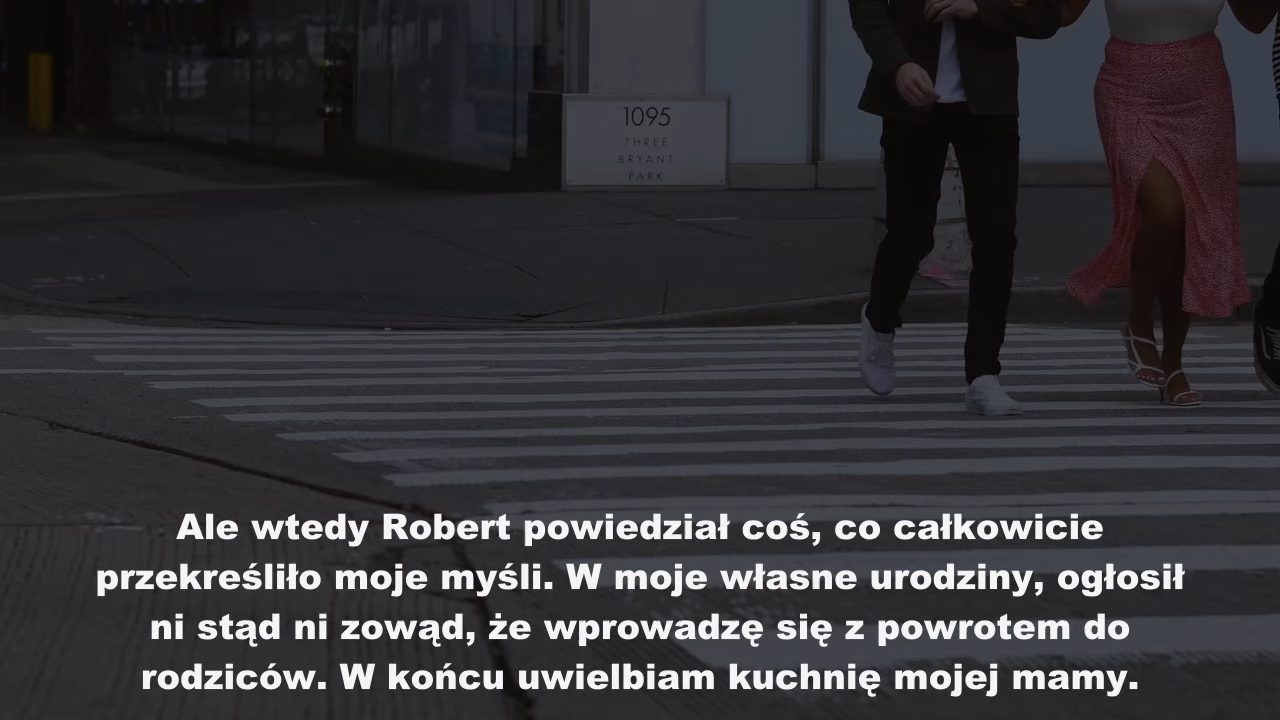 1095
THREE
BRYANT
PARK
Ale wtedy Robert powiedział coś, co całkowicie
przekreśliło moje myśli. W moje własne urodziny, ogłosił
ni stąd ni zowąd, że wprowadzę się z powrotem do
rodziców. W końcu uwielbiam kuchnię mojej mamy.